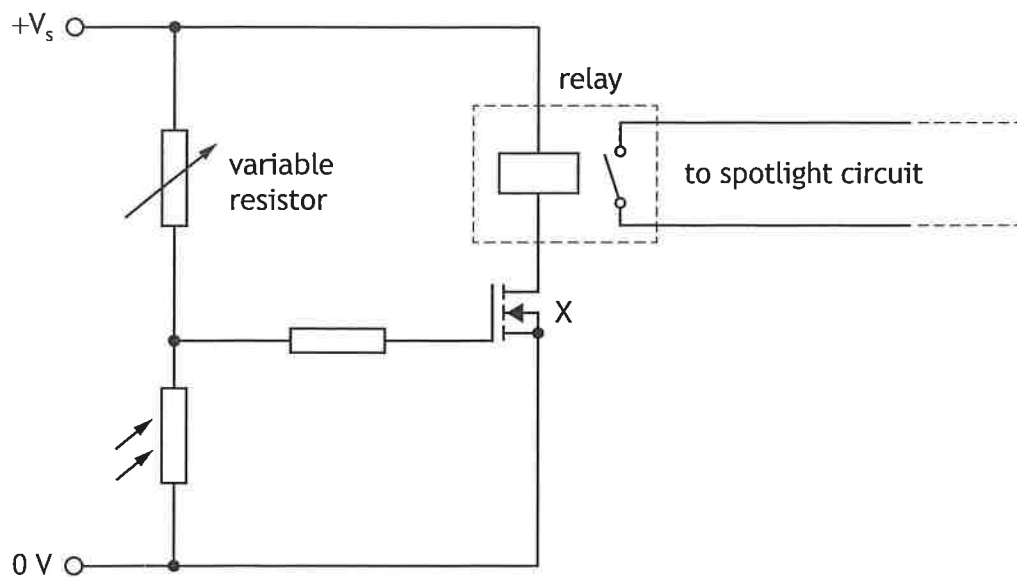 +Vs
relay
variable
resistor
to spotlight circuit
X
0 V